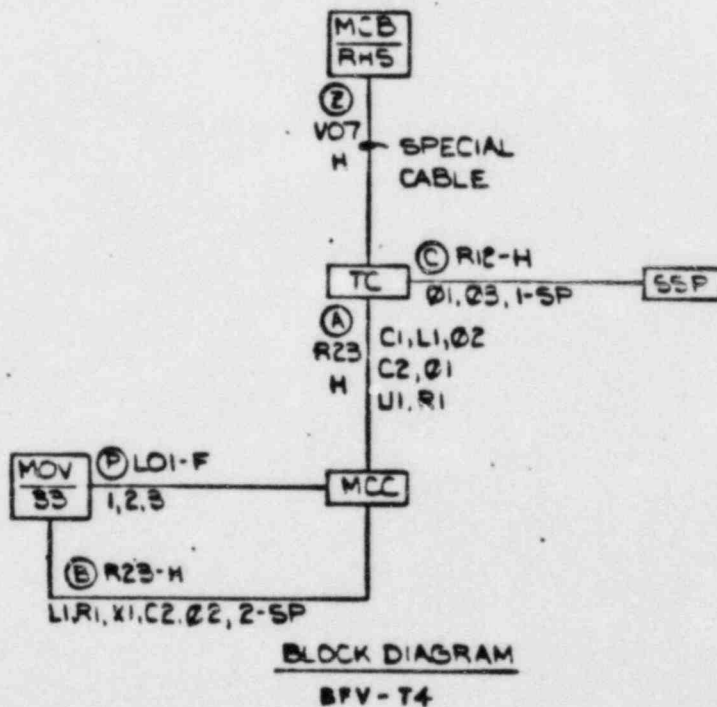 MCB
RHS
Z
V07
H
SPECIAL
CABLE
TC
C R12-H
Ø1, Ø3, 1-SP
SSP
A
R23
H
C1, L1, Ø2
C2, Ø1
U1, R1
MOV
33
P L01-F
1, 2, 3
MCC
B R23-H
L1, R1, X1, C2, Ø2, 2-SP
BLOCK DIAGRAM
BFV-T4